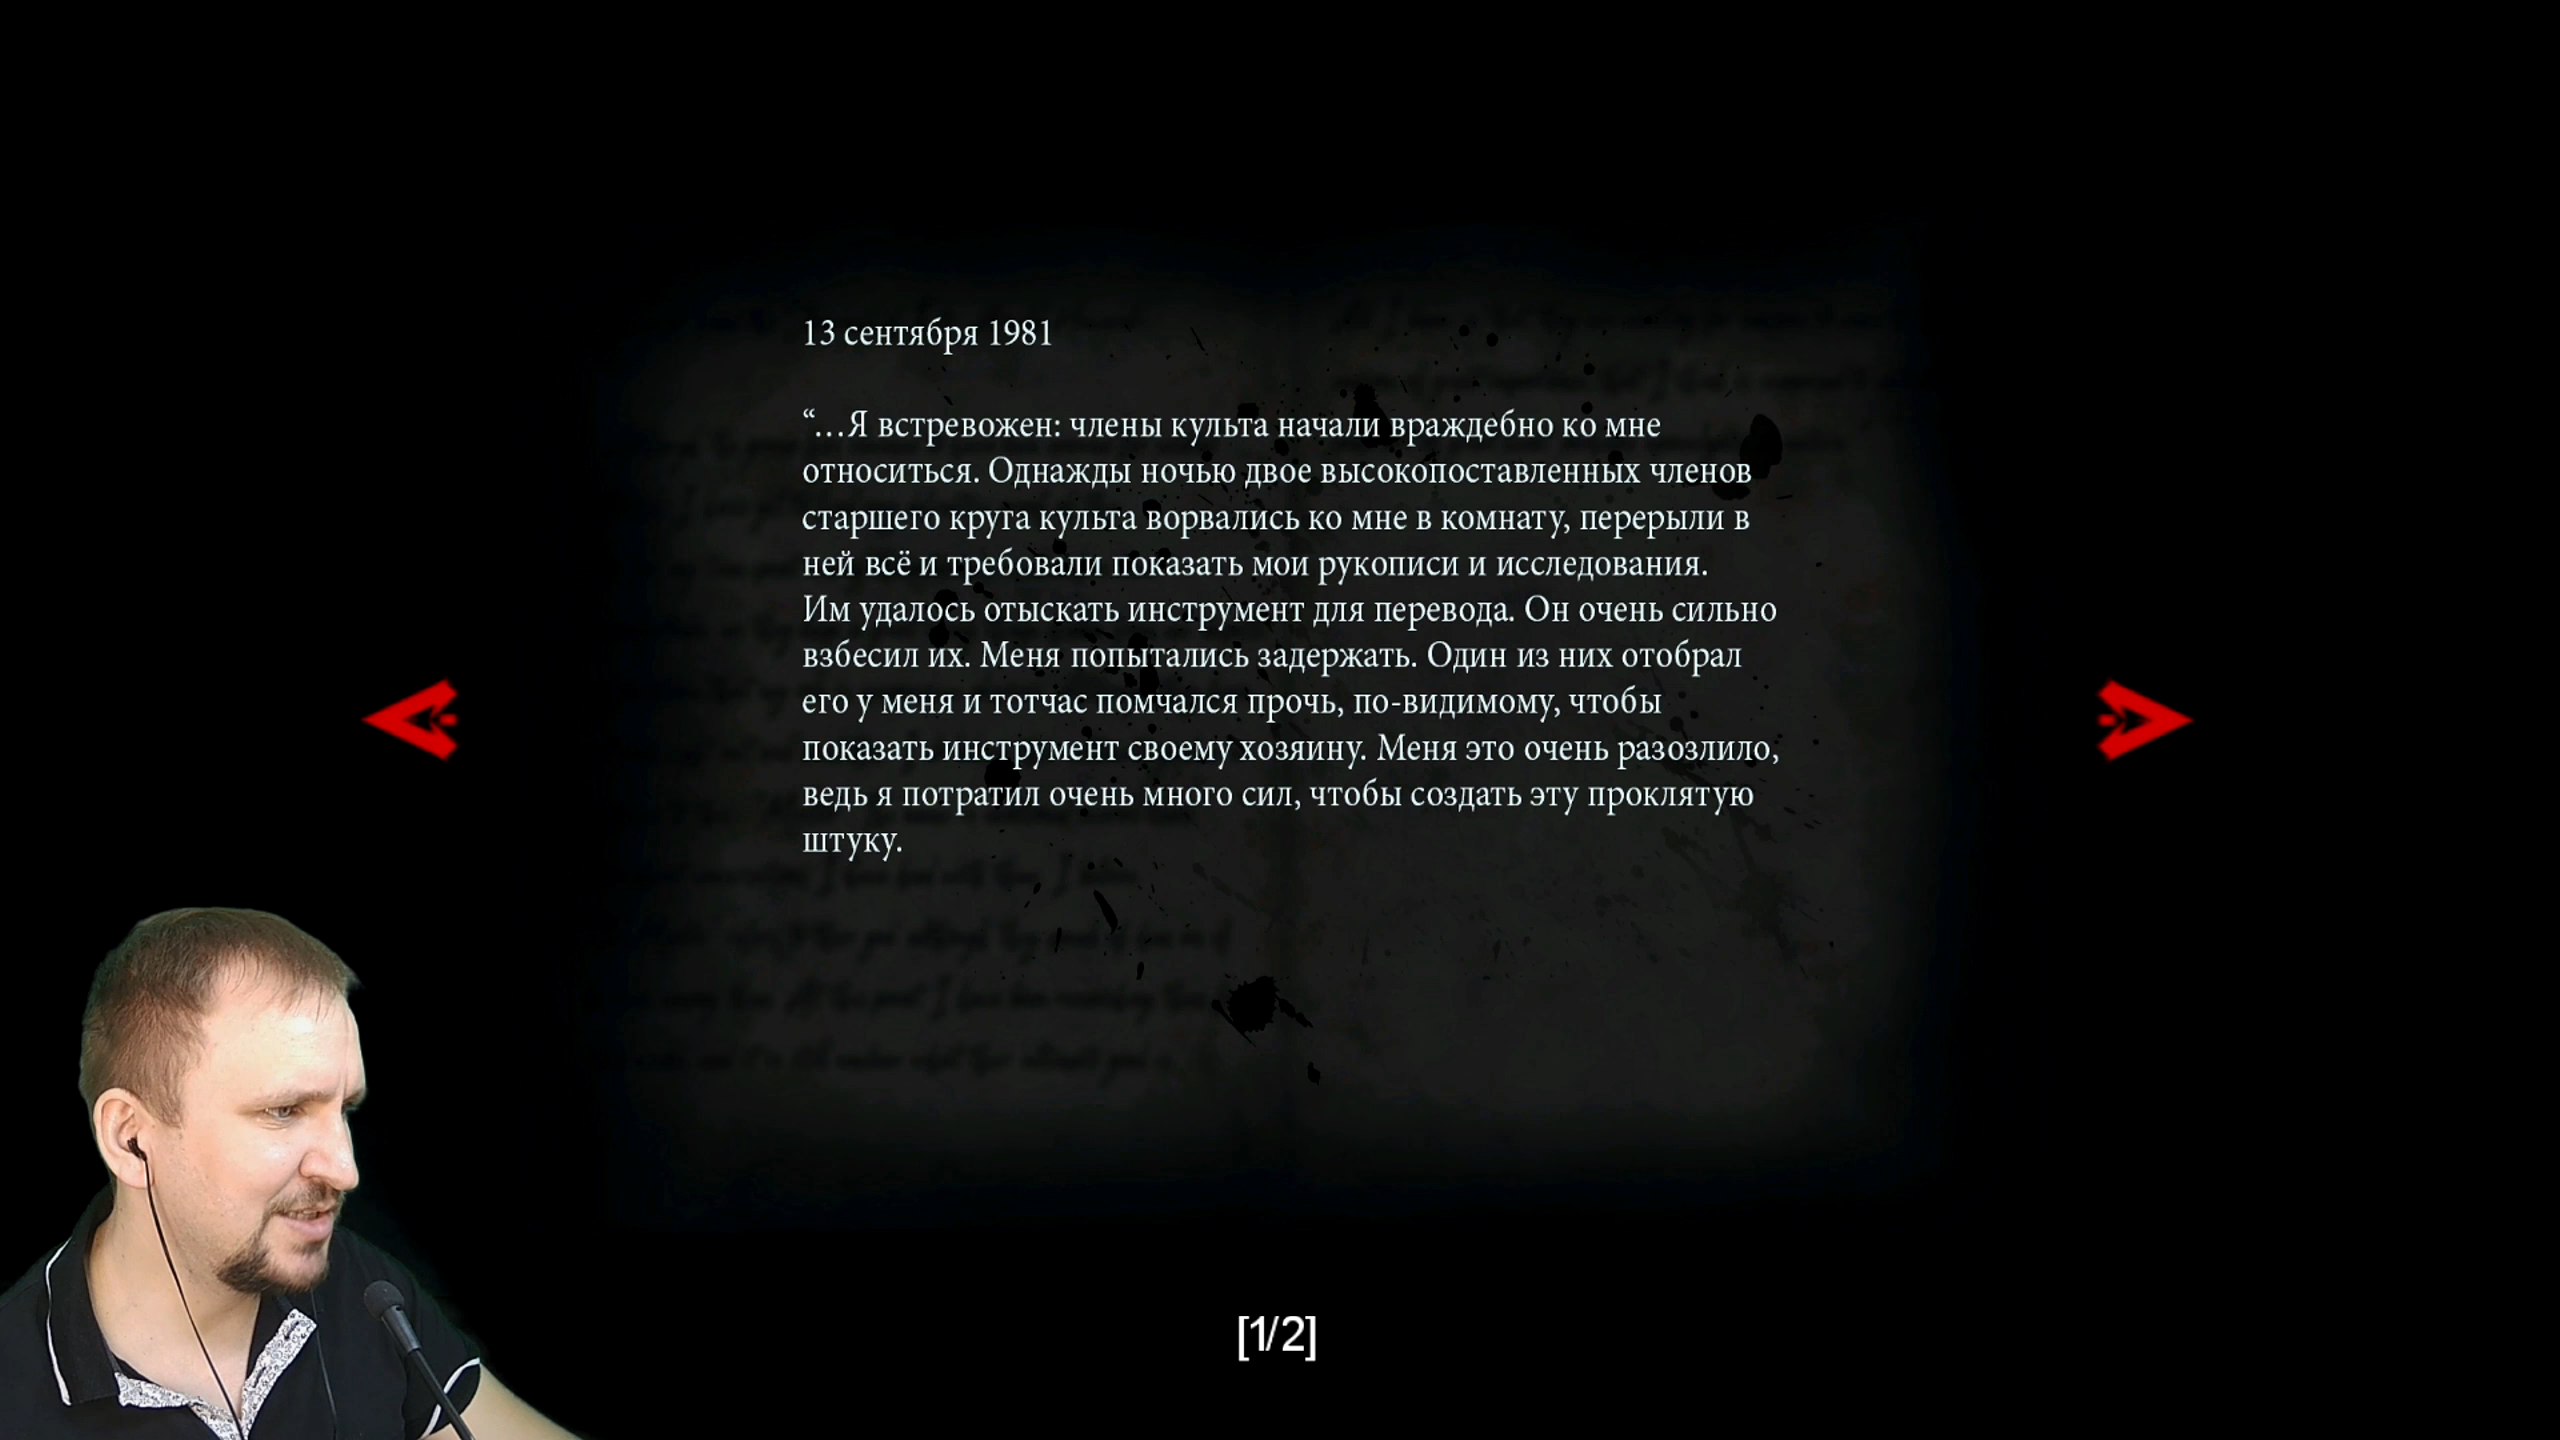 13 сентября 1981
“…Я встревожен: члены культа начали враждебно ко мне
относиться. Однажды ночью двое высокопоставленных членов
старшего круга культа ворвались ко мне в комнату, перерыли в
ней всё и требовали показать мои рукописи и исследования.
Им удалось отыскать инструмент для перевода. Он очень сильно
взбесил их. Меня попытались задержать. Один из них отобрал
его у меня и тотчас помчался прочь, по-видимому, чтобы
показать инструмент своему хозяину. Меня это очень разозлило,
ведь я потратил очень много сил, чтобы создать эту проклятую
штуку.
[1/2]